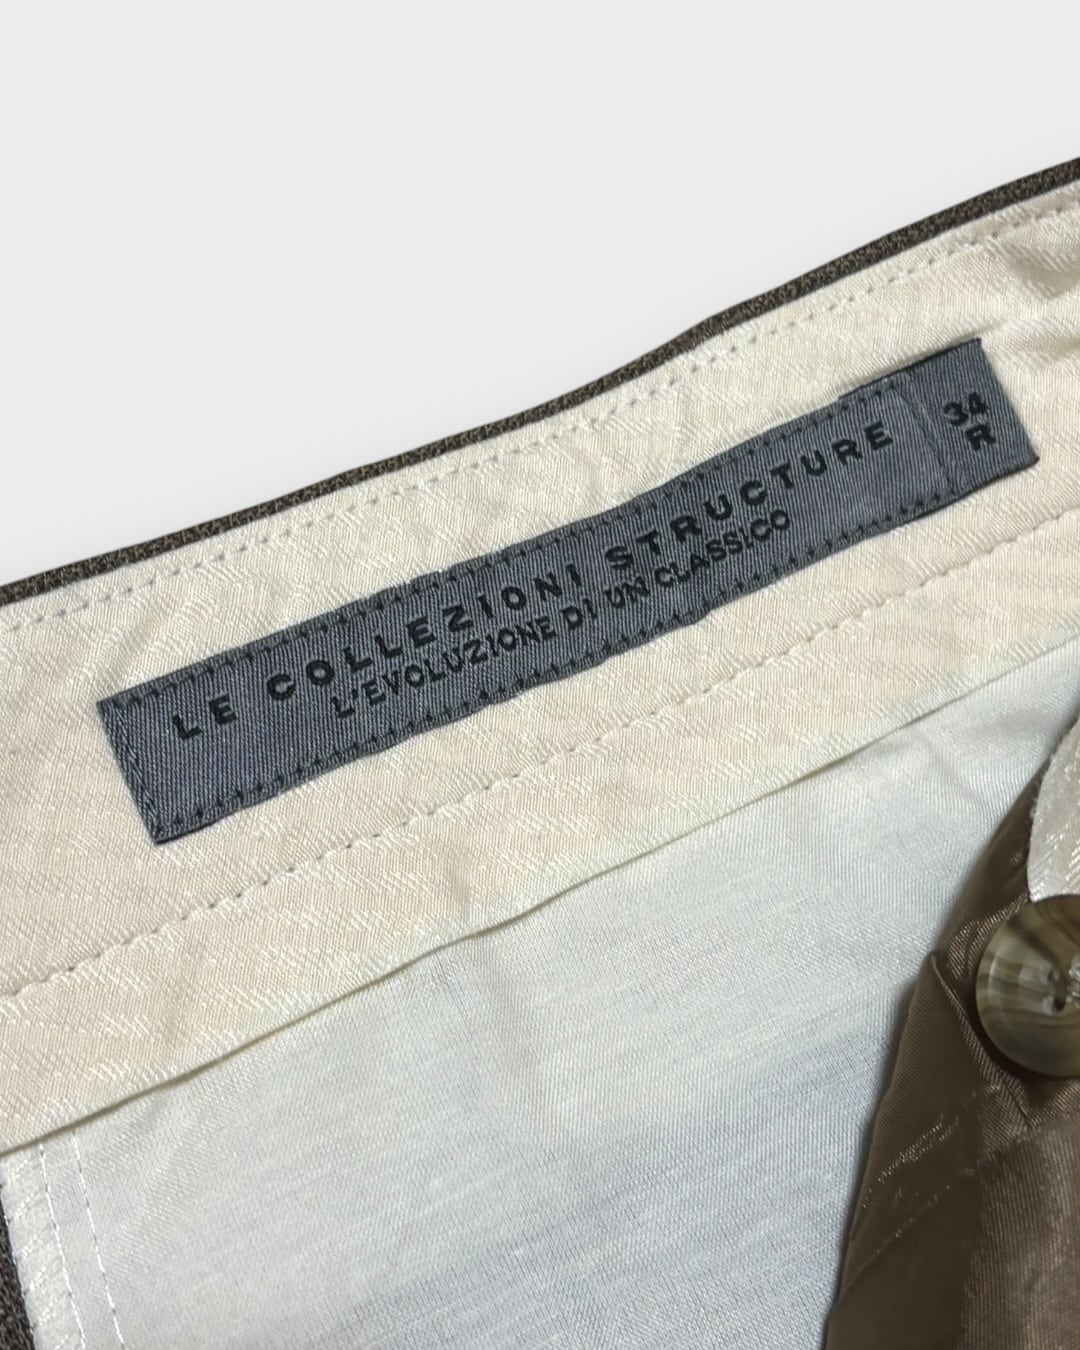 LE COLLEZIONI STRUCTURE
L'EVOLUZIONE DI UN CLASSICO
34
R